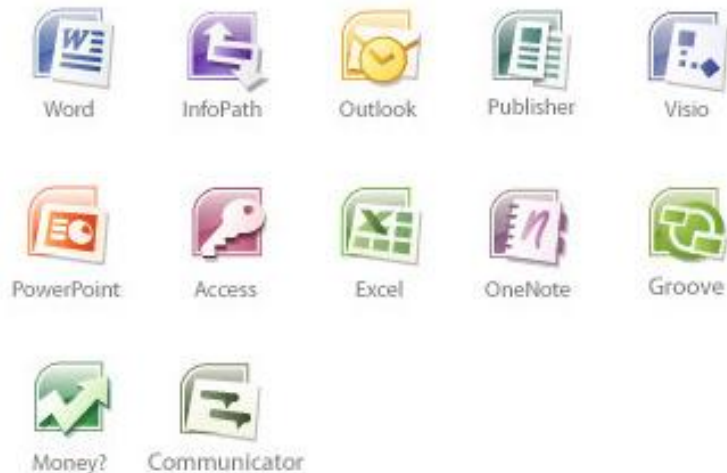 Word InfoPath Outlook Publisher Visio
PowerPoint Access Excel OneNote Groove
Money? Communicator